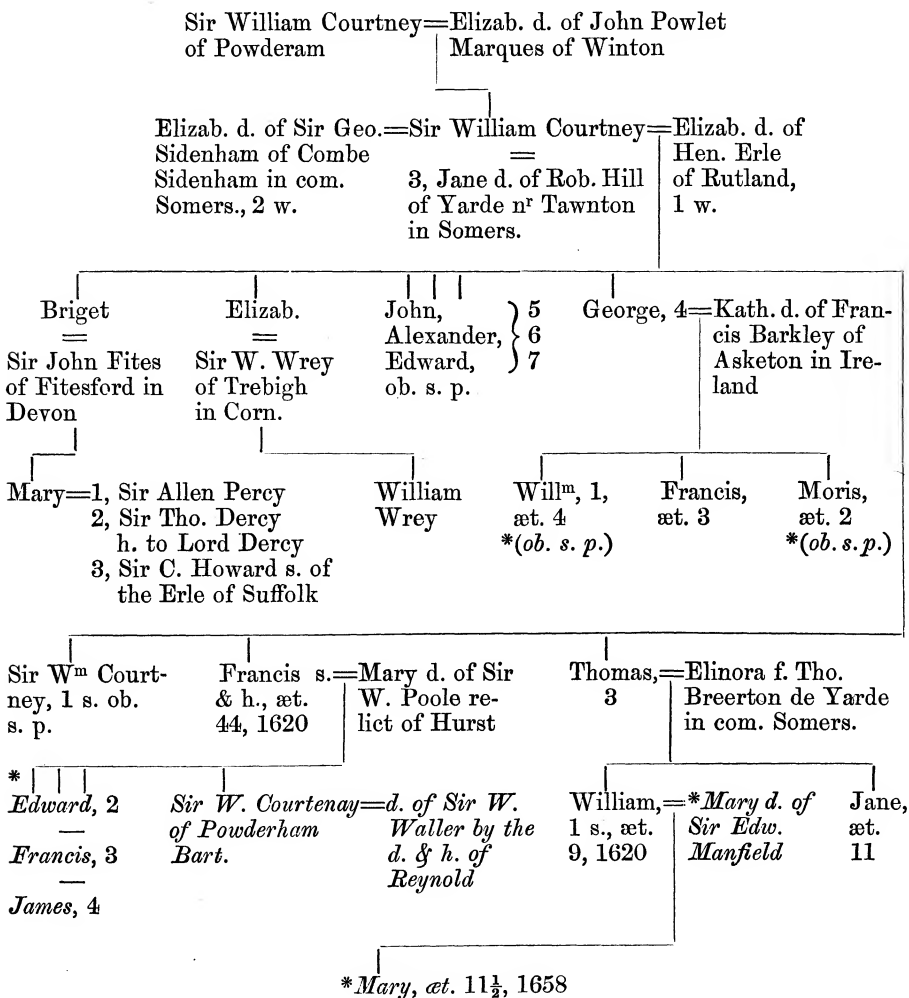 Sir William Courtney=Elizab. d. of John Powlet
of Powderam Marques of Winton
Elizab. d. of Sir Geo.=Sir William Courtney=Elizab. d. of
Sidenham of Combe = Hen. Erle
Sidenham in com. 3, Jane d. of Rob. Hill of Rutland,
Somers., 2 w. of Yarde nʳ Tawnton 1 w.
in Somers.
Briget Elizab. John, 5 George, 4=Kath. d. of Fran-
= = Alexander, 6 cis Barkley of
Sir John Fites Sir W. Wrey Edward, 7 Asketon in Ire-
of Fitesford in of Trebigh ob. s. p. land
Devon in Corn.
Mary=1, Sir Allen Percy William Willᵐ, 1, Francis, Moris,
2, Sir Tho. Dercy Wrey æt. 4 æt. 3 æt. 2
h. to Lord Dercy *(ob. s. p.) *(ob. s. p.)
3, Sir C. Howard s. of
the Erle of Suffolk
Sir Wᵐ Court- Francis s.=Mary d. of Sir Thomas,=Elinora f. Tho.
ney, 1 s. ob. & h., æt. W. Poole re- 3 Breerton de Yarde
s. p. 44, 1620 lict of Hurst in com. Somers.
*
Edward, 2 Sir W. Courtenay=d. of Sir W. William,=*Mary d. of Jane,
— of Powderham Waller by the 1 s., æt. Sir Edw. æt.
Francis, 3 Bart. d. & h. of 9, 1620 Manfield 11
— Reynold
James, 4
*Mary, æt. 11½, 1658